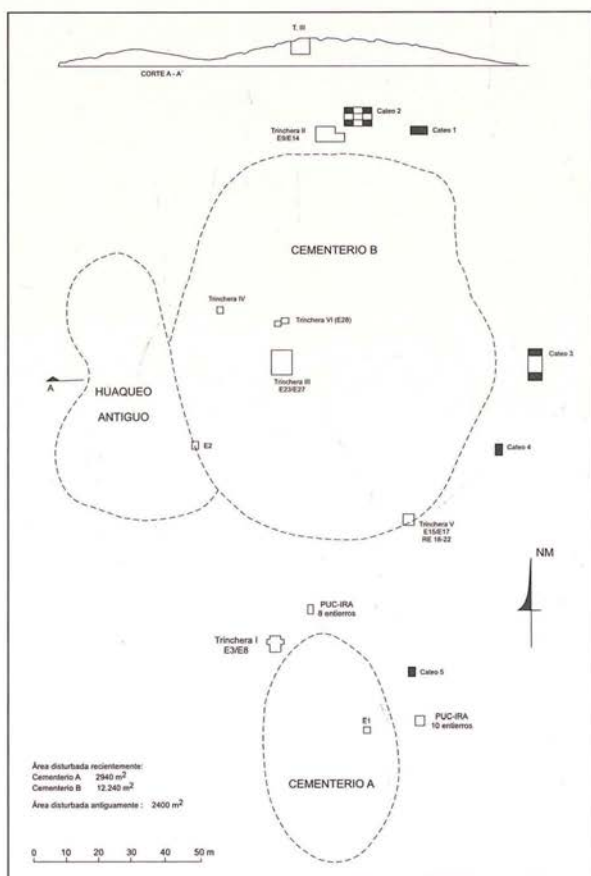 T. III
CORTE A - A'
Cateo 2
Trinchera II
E9/E14
Cateo 1
CEMENTERIO B
Trinchera IV
Trinchera VI (E28)
Cateo 3
A
Trinchera III
E23/E27
HUAQUEO
ANTIGUO
E2
Cateo 4
Trinchera V
E15/E17
RE 18-22
NM
PUC-IRA
8 entierros
Trinchera I
E3/E8
Cateo 5
E1
PUC-IRA
10 entierros
CEMENTERIO A
Área disturbada recientemente:
Cementerio A 2940 m²
Cementerio B 12.240 m²
Área disturbada antiguamente : 2400 m²
0 10 20 30 40 50 m